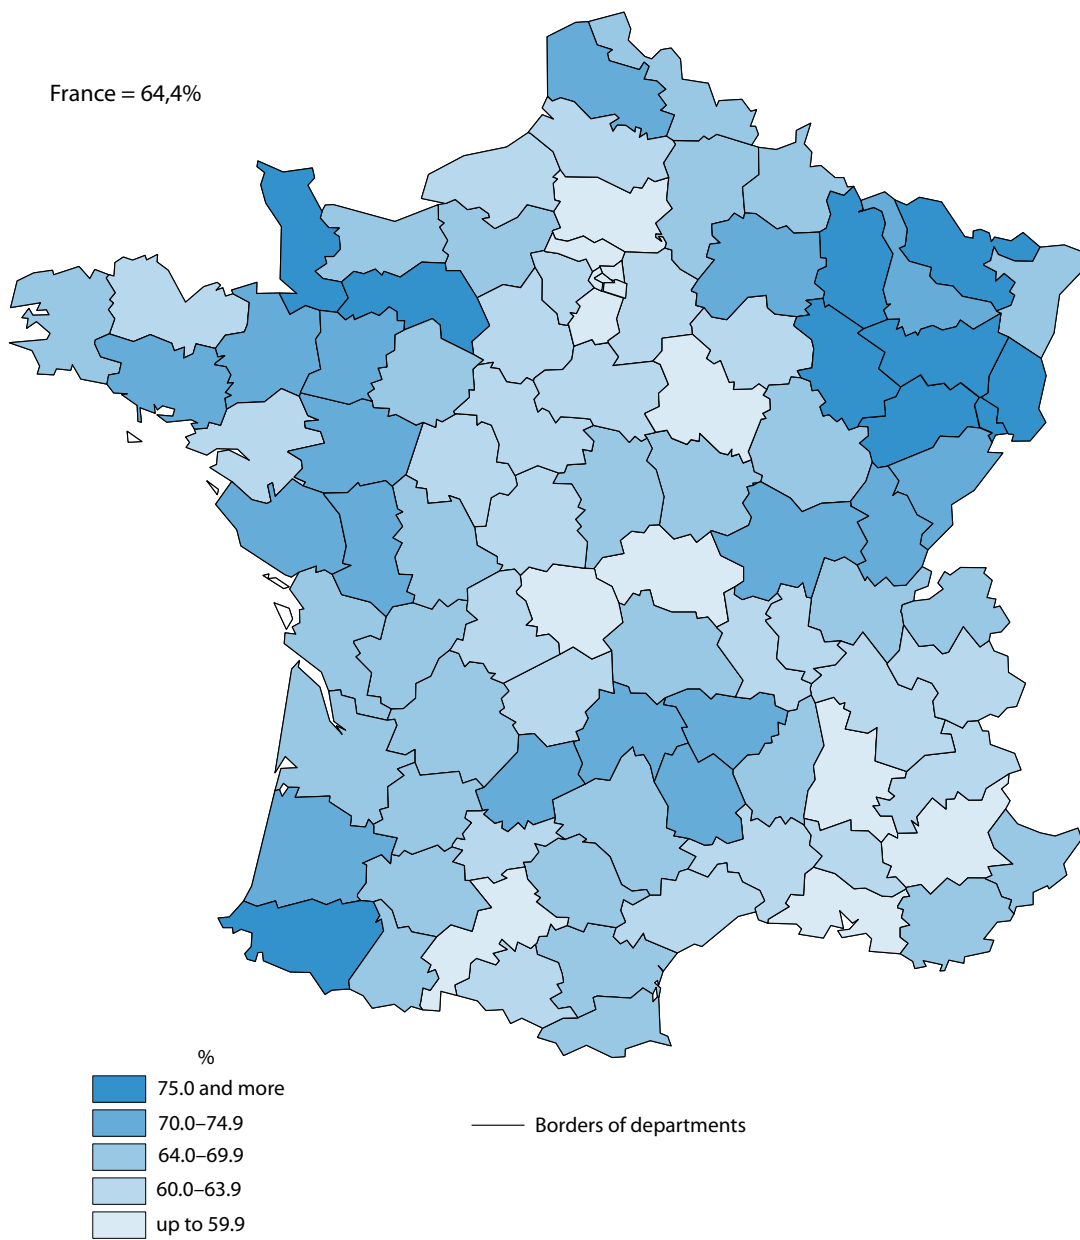 France = 64,4%
%
75.0 and more
70.0–74.9
64.0–69.9
60.0–63.9
up to 59.9
Borders of departments